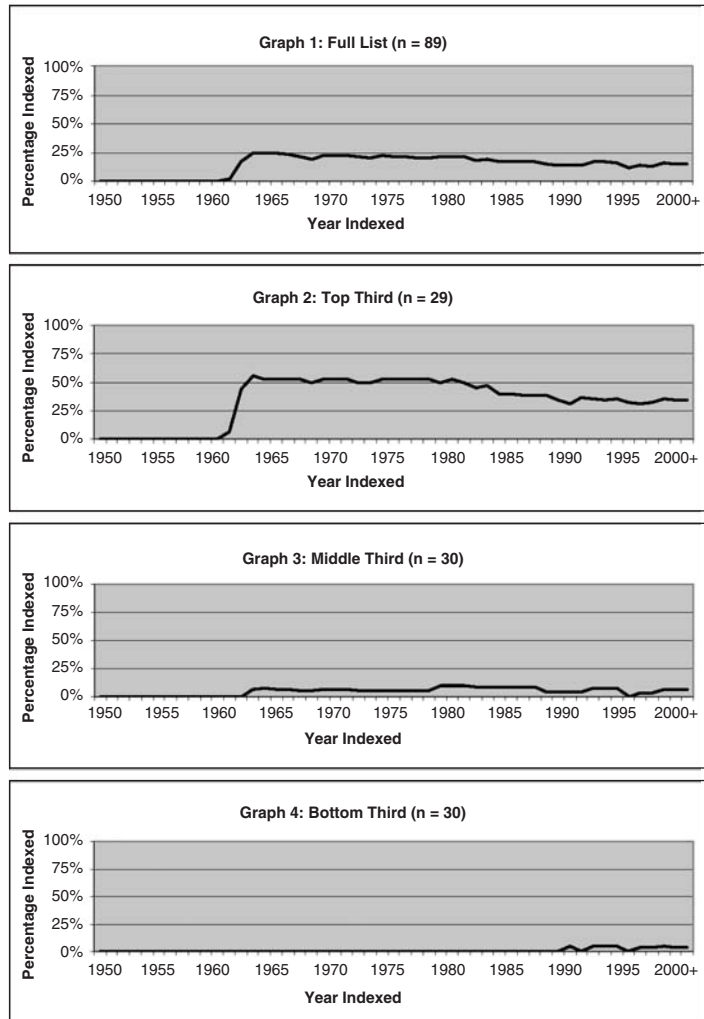 Graph 1: Full List (n = 89)
Percentage Indexed
100%
75%
50%
25%
0%
1950 1955 1960 1965 1970 1975 1980 1985 1990 1995 2000+
Year Indexed
Graph 2: Top Third (n = 29)
Percentage Indexed
100%
75%
50%
25%
0%
1950 1955 1960 1965 1970 1975 1980 1985 1990 1995 2000+
Year Indexed
Graph 3: Middle Third (n = 30)
Percentage Indexed
100%
75%
50%
25%
0%
1950 1955 1960 1965 1970 1975 1980 1985 1990 1995 2000+
Year Indexed
Graph 4: Bottom Third (n = 30)
Percentage Indexed
100%
75%
50%
25%
0%
1950 1955 1960 1965 1970 1975 1980 1985 1990 1995 2000+
Year Indexed